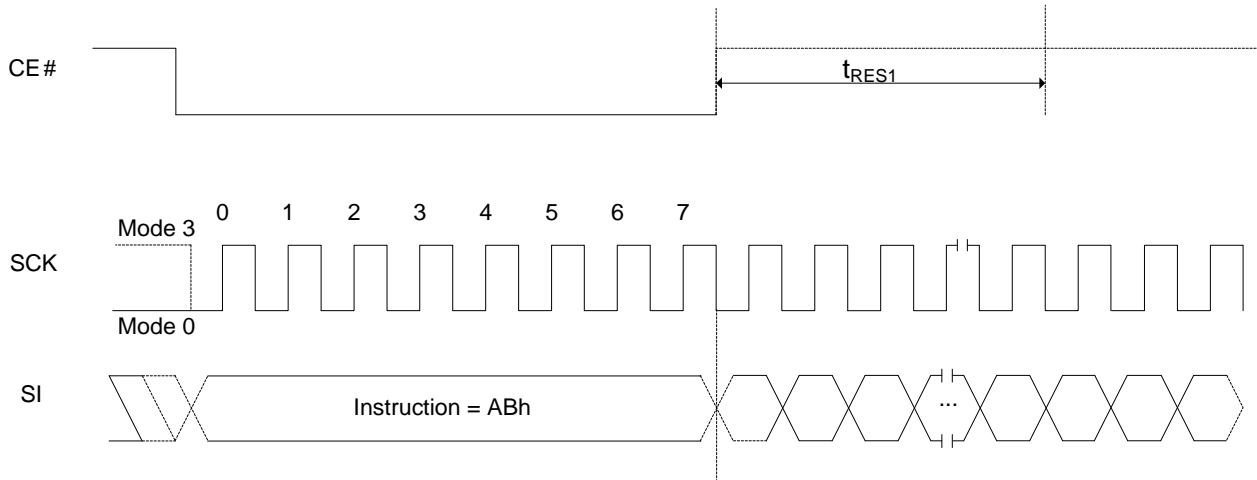 CE#
tRES1
0 1 2 3 4 5 6 7
Mode 3
SCK
Mode 0
SI
Instruction = ABh
...